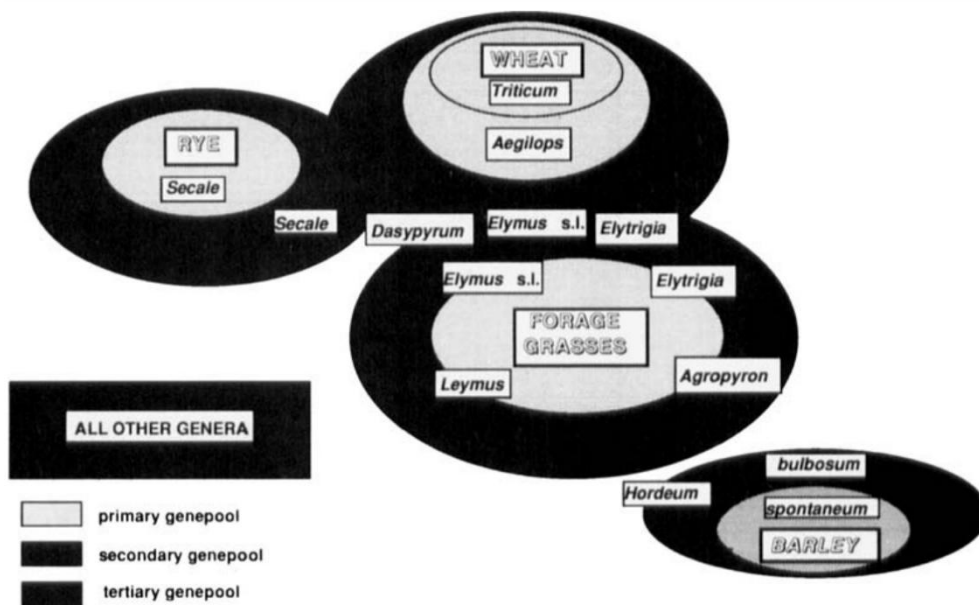 WHEAT
Triticum
Aegilops
RYE
Secale
Secale
Dasypyrum
Elymus s.l.
Elytrigia
Elymus s.l.
Elytrigia
FORAGE
GRASSES
Leymus
Agropyron
ALL OTHER GENERA
bulbosum
Hordeum
spontaneum
BARLEY
primary genepool
secondary genepool
tertiary genepool